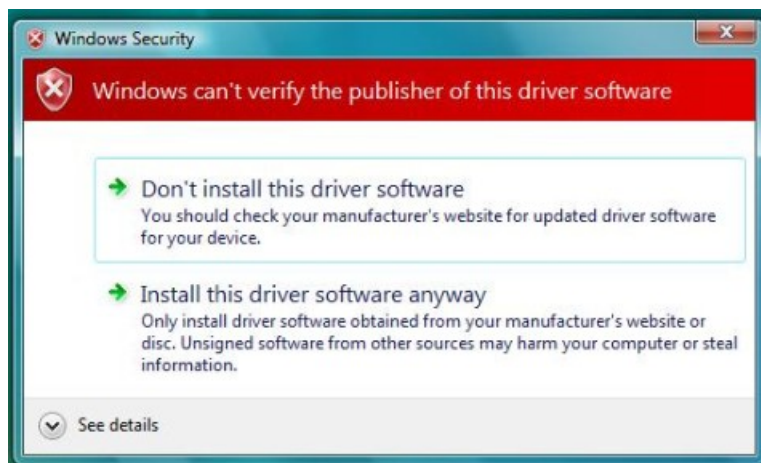 Windows Security
Windows can't verify the publisher of this driver software
Don't install this driver software
You should check your manufacturer's website for updated driver software
for your device.
Install this driver software anyway
Only install driver software obtained from your manufacturer's website or
disc. Unsigned software from other sources may harm your computer or steal
information.
See details